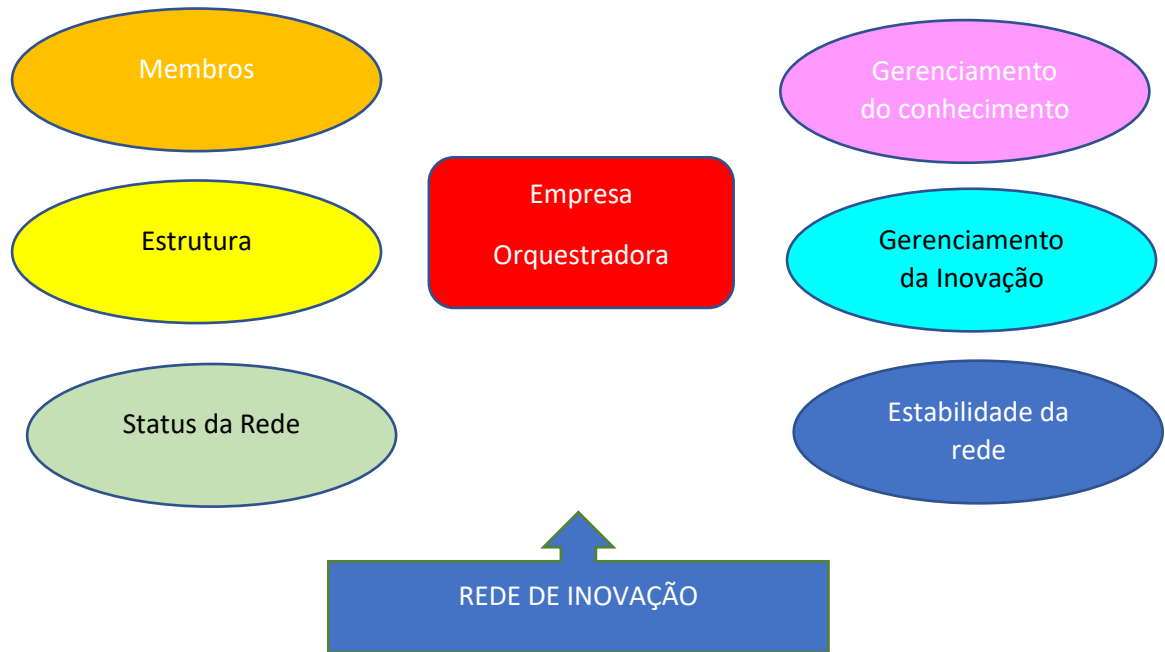 Membros
Gerenciamento
do conhecimento
Empresa
Orquestradora
Estrutura
Gerenciamento
da Inovação
Status da Rede
Estabilidade da
rede
REDE DE INOVAÇÃO